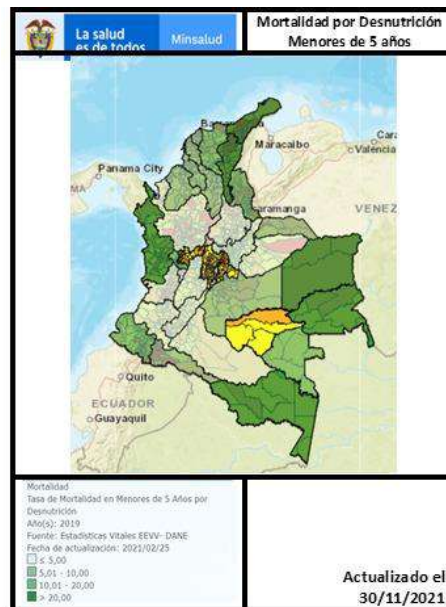 La salud
es de todos
Minsalud
Mortalidad por Desnutrición
Menores de 5 años
Maracaibo
Valencia
Panama City
aramanga
VENEZ
Quito
ECUADOR
Guayaquil
Mortalidad
Tasa de Mortalidad en Menores de 5 Años por
Desnutrición
Año(s): 2019
Fuente: Estadísticas Vitales EEVV- DANE
Fecha de actualización: 2021/02/25
≤ 5,00
5,01 - 10,00
10,01 - 20,00
> 20,00
Actualizado el
30/11/2021